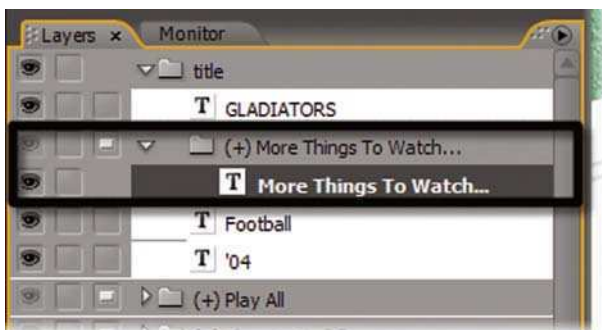 Layers x Monitor
title
T GLADIATORS
(+) More Things To Watch...
T More Things To Watch...
T Football
T '04
(+) Play All